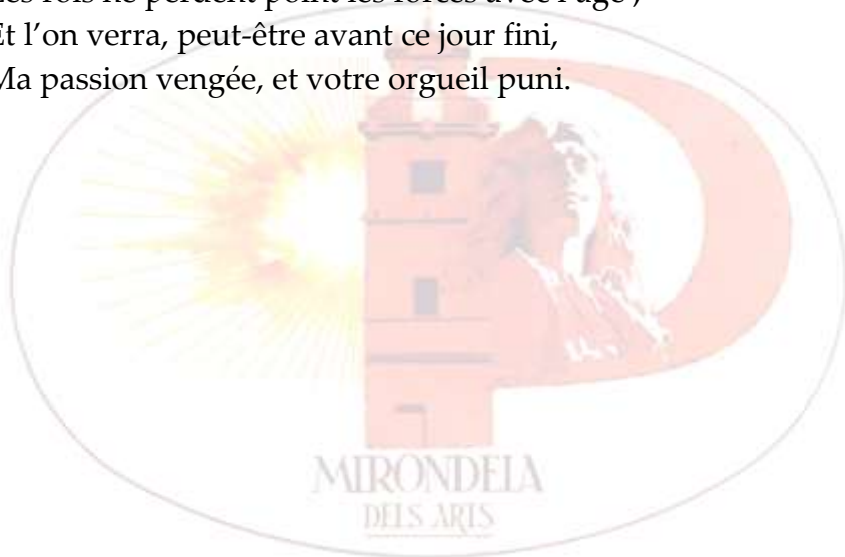 Les rois ne perdent point les forces avec l’âge ;
Et l’on verra, peut-être avant ce jour fini,
Ma passion vengée, et votre orgueil puni.
MIRONDELA
DELS ARTS